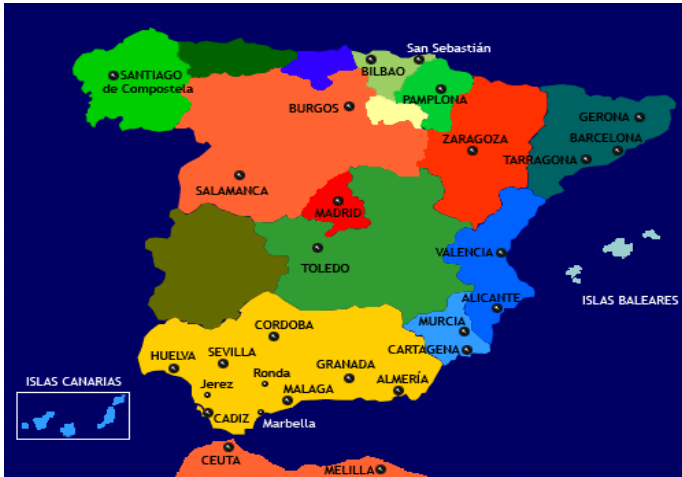 San Sebastián
BILBAO
SANTIAGO
de Compostela
PAMPLONA
BURGOS
GERONA
BARCELONA
ZARAGOZA
TARRAGONA
SALAMANCA
MADRID
VALENCIA
TOLEDO
ISLAS BALEARES
ALICANTE
MURCIA
CORDOBA
CARTAGENA
HUELVA
SEVILLA
GRANADA
Ronda
ALMERÍA
ISLAS CANARIAS
Jerez
MALAGA
CADIZ
Marbella
CEUTA
MELILLA